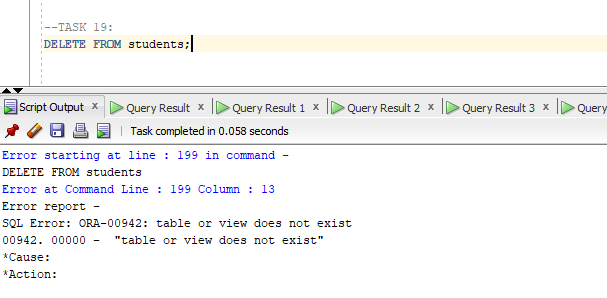 --TASK 19:
DELETE FROM students;
Script Output x Query Result x Query Result 1 x Query Result 2 x Query Result 3 x Query
Task completed in 0.058 seconds
Error starting at line : 199 in command -
DELETE FROM students
Error at Command Line : 199 Column : 13
Error report -
SQL Error: ORA-00942: table or view does not exist
00942. 00000 -  "table or view does not exist"
*Cause:
*Action: